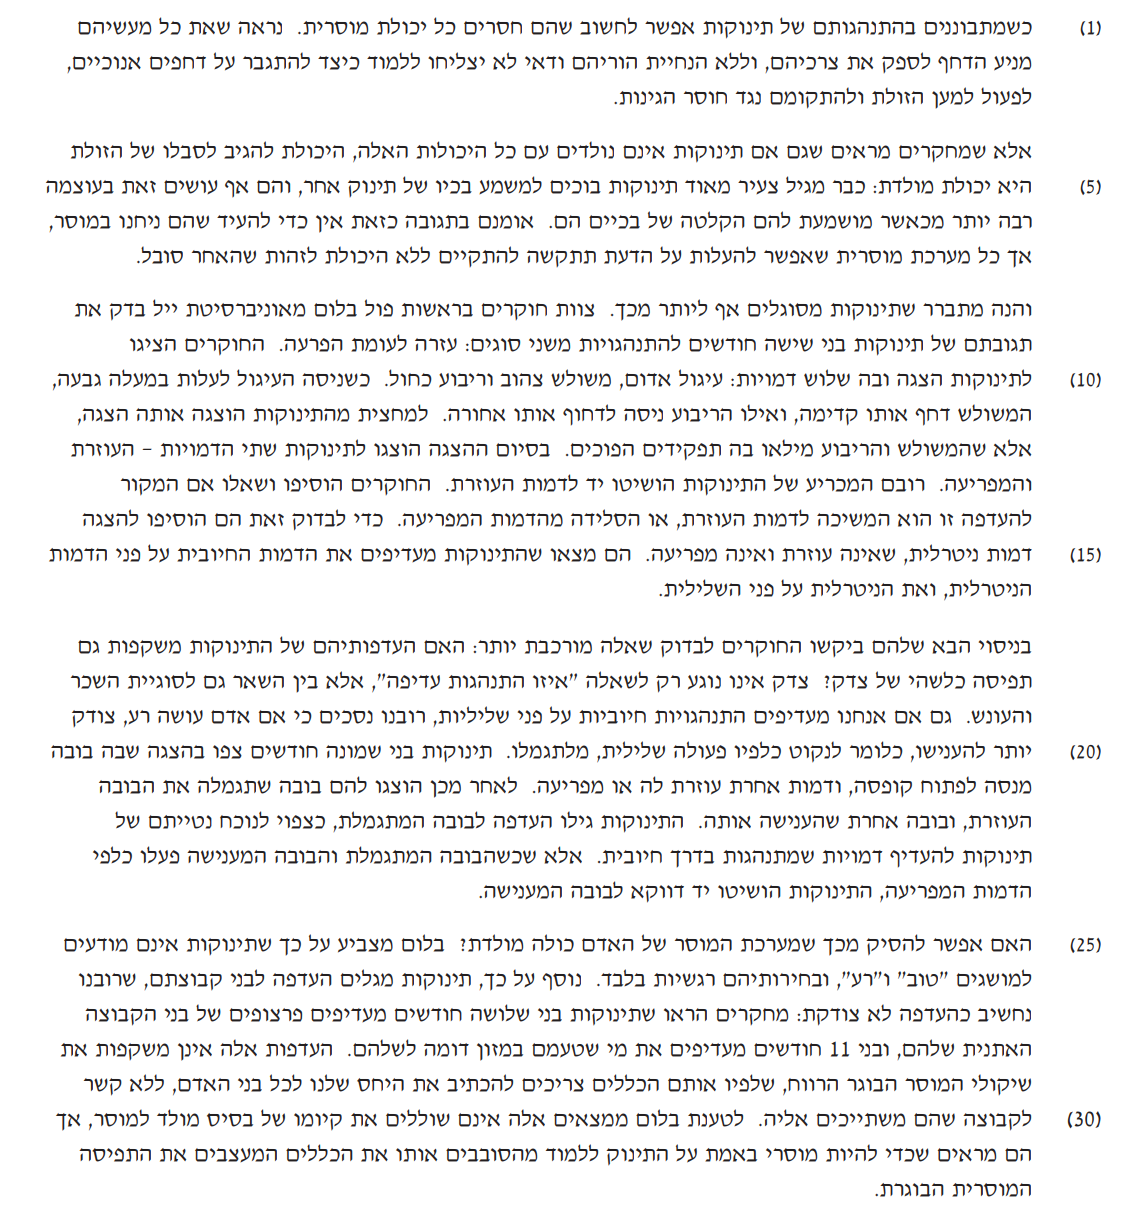 (1) כשמתבוננים בהתנהגותם של תינוקות אפשר לחשוב שהם חסרים כל יכולת מוסרית. נראה שאת כל מעשיהם
מניע הדחף לספק את צרכיהם, וללא הנחיית הוריהם ודאי לא יצליחו ללמוד כיצד להתגבר על דחפים אנוכיים,
לפעול למען הזולת ולהתקומם נגד חוסר הגינות.
אלא שמחקרים מראים שגם אם תינוקות אינם נולדים עם כל היכולות האלה, היכולת להגיב לסבלו של הזולת
(5) היא יכולת מולדת: כבר מגיל צעיר מאוד תינוקות בוכים למשמע בכיו של תינוק אחר, והם אף עושים זאת בעוצמה
רבה יותר מכאשר מושמעת להם הקלטה של בכיים הם. אומנם בתגובה כזאת אין כדי להעיד שהם ניחנו במוסר,
אך כל מערכת מוסרית שאפשר להעלות על הדעת תתקשה להתקיים ללא היכולת לזהות שהאחר סובל.
והנה מתברר שתינוקות מסוגלים אף ליותר מכך. צוות חוקרים בראשות פול בלום מאוניברסיטת ייל בדק את
תגובתם של תינוקות בני שישה חודשים להתנהגויות משני סוגים: עזרה לעומת הפרעה. החוקרים הציגו
(10) לתינוקות הצגה ובה שלוש דמויות: עיגול אדום, משולש צהוב וריבוע כחול. כשניסה העיגול לעלות במעלה גבעה,
המשולש דחף אותו קדימה, ואילו הריבוע ניסה לדחוף אותו אחורה. למחצית מהתינוקות הוצגה אותה הצגה,
אלא שהמשולש והריבוע מילאו בה תפקידים הפוכים. בסיום ההצגה הוצגו לתינוקות שתי הדמויות – העוזרת
והמפריעה. רובם המכריע של התינוקות הושיטו יד לדמות העוזרת. החוקרים הוסיפו ושאלו אם המקור
להעדפה זו הוא המשיכה לדמות העוזרת, או הסלידה מהדמות המפריעה. כדי לבדוק זאת הם הוסיפו להצגה
(15) דמות ניטרלית, שאינה עוזרת ואינה מפריעה. הם מצאו שהתינוקות מעדיפים את הדמות החיובית על פני הדמות
הניטרלית, ואת הניטרלית על פני השלילית.
בניסוי הבא שלהם ביקשו החוקרים לבדוק שאלה מורכבת יותר: האם העדפותיהם של התינוקות משקפות גם
תפיסה כלשהי של צדק? צדק אינו נוגע רק לשאלה "איזו התנהגות עדיפה", אלא בין השאר גם לסוגיית השכר
והעונש. גם אם אנחנו מעדיפים התנהגויות חיוביות על פני שליליות, רובנו נסכים כי אם אדם עושה רע, צודק
(20) יותר להענישו, כלומר לנקוט כלפיו פעולה שלילית, מלתגמלו. תינוקות בני שמונה חודשים צפו בהצגה שבה בובה
מנסה לפתוח קופסה, ודמות אחרת עוזרת לה או מפריעה. לאחר מכן הוצגו להם בובה שתגמלה את הבובה
העוזרת, ובובה אחרת שהענישה אותה. התינוקות גילו העדפה לבובה המתגמלת, כצפוי לנוכח נטייתם של
תינוקות להעדיף דמויות שמתנהגות בדרך חיובית. אלא שכשהבובה המתגמלת והבובה המענישה פעלו כלפי
הדמות המפריעה, התינוקות הושיטו יד דווקא לבובה המענישה.
(25) האם אפשר להסיק מכך שמערכת המוסר של האדם כולה מולדת? בלום מצביע על כך שתינוקות אינם מודעים
למושגים "טוב" ו"רע", ובחירותיהם רגשיות בלבד. נוסף על כך, תינוקות מגלים העדפה לבני קבוצתם, שרובנו
נחשיב כהעדפה לא צודקת: מחקרים הראו שתינוקות בני שלושה חודשים מעדיפים פרצופים של בני הקבוצה
האתנית שלהם, ובני 11 חודשים מעדיפים את מי שטעמם במזון דומה לשלהם. העדפות אלה אינן משקפות את
שיקולי המוסר הבוגר הרווח, שלפיו אותם הכללים צריכים להכתיב את היחס שלנו לכל בני האדם, ללא קשר
(30) לקבוצה שהם משתייכים אליה. לטענת בלום ממצאים אלה אינם שוללים את קיומו של בסיס מולד למוסר, אך
הם מראים שכדי להיות מוסרי באמת על התינוק ללמוד מהסובבים אותו את הכללים המעצבים את התפיסה
המוסרית הבוגרת.